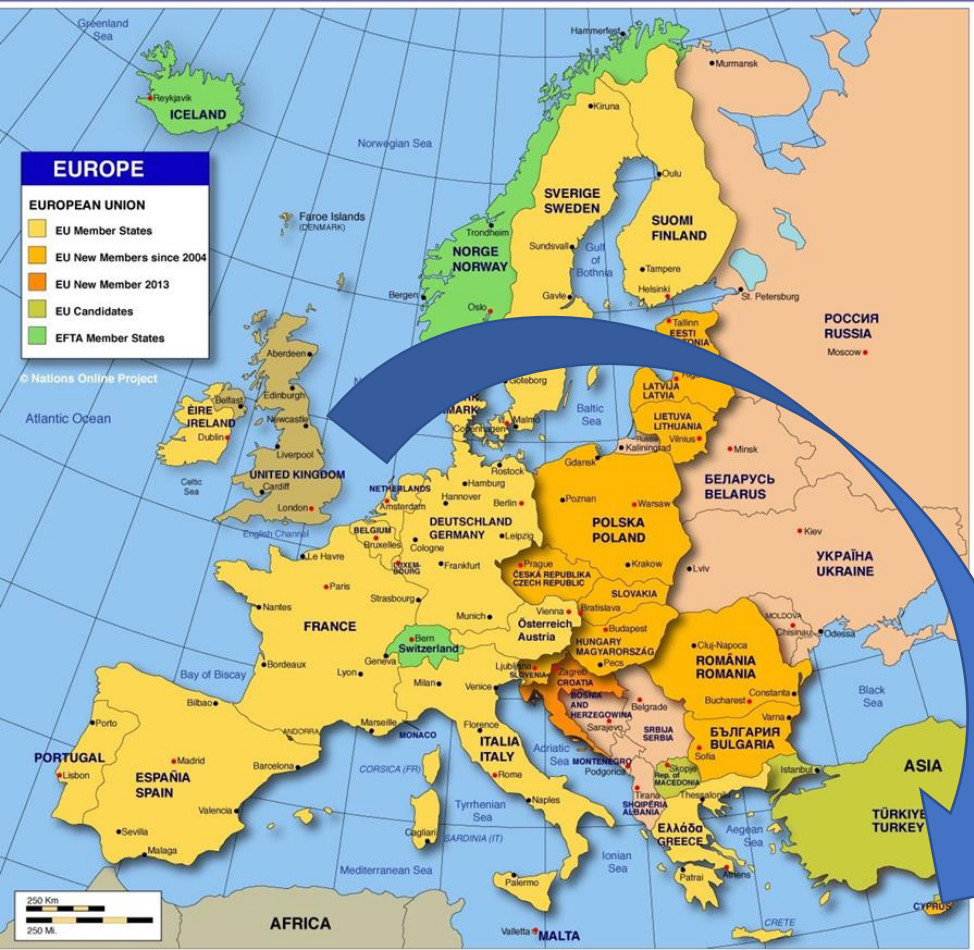 Greenland
Sea
Hammerfest
Murmansk
Reykjavik
ICELAND
Kiruna
Norwegian Sea
EUROPE
EUROPEAN UNION
EU Member States
EU New Members since 2004
EU New Member 2013
EU Candidates
EFTA Member States
© Nations Online Project
Oulu
SVERIGE
SWEDEN
SUOMI
FINLAND
Faroe Islands
(DENMARK)
Trondheim
NORGE
NORWAY
Sundsvall
Gulf
of
Bothnia
Tampere
Bergen
Gavle
Helsinki
St. Petersburg
Oslo
Tallinn
EESTI
РОССИЯ
RUSSIA
Moscow
Aberdeen
Göteborg
LATVIJA
LATVIA
Edinburgh
Belfast
ÉIRE
IRELAND
Newcastle
Dublin
Atlantic Ocean
MARK
Copenhagen
Malmö
Baltic
Sea
LIETUVA
LITHUANIA
Russia
Vilnius
Kaliningrad
Minsk
Liverpool
UNITED KINGDOM
Cardiff
London
Celtic
Sea
English Channel
Gdansk
Rostock
Hamburg
NETHERLANDS
Amsterdam
Hannover
Berlin
Poznan
Warsaw
БЕЛАРУСЬ
BELARUS
BELGIUM
Bruxelles
DEUTSCHLAND
GERMANY
Leipzig
Cologne
POLSKA
POLAND
Kiev
УКРАЇНА
UKRAINE
Le Havre
LUXEM-
BOURG
Frankfurt
Prague
ČESKÁ REPUBLIKA
CZECH REPUBLIC
Krakow
Lviv
Paris
Strasbourg
SLOVAKIA
Nantes
FRANCE
Munich
Vienna
Bratislava
Österreich
Austria
Budapest
HUNGARY
MAGYARORSZÁG
Pecs
MOLDOVA
Chisinau
Odessa
Bern
Switzerland
Geneva
Cluj-Napoca
ROMÂNIA
ROMANIA
Bordeaux
Lyon
Milan
Venice
Ljubljana
SLOVENIA
Zagreb
CROATIA
Bay of Biscay
Bilbao
BOSNIA
AND
HERZEGOWINA
Sarajevo
Belgrade
SRBIJA
SERBIA
Bucharest
Constanta
Black
Sea
Varna
Porto
ANDORRA
Marseille
MONACO
Florence
ITALIA
ITALY
Adriatic
Sea
MONTENEGRO
Podgorica
БЪЛГАРИЯ
BULGARIA
Sofia
PORTUGAL
Lisbon
Madrid
ESPAÑIA
SPAIN
Barcelona
CORSICA (FR)
Rome
Skopje
Rep. of
MACEDONIA
Tirana
SHQIPËRIA
ALBANIA
Istanbul
ASIA
Thessaloniki
Valencia
Naples
Tyrrhenian
Sea
TÜRKIYE
TURKEY
Sevilla
Malaga
Cagliari
SARDINIA (IT)
Ελλάδα
GREECE
Aegean
Sea
Mediterranean Sea
Ionian
Sea
Palermo
Patrai
Athens
250 Km
250 Mi.
AFRICA
Valletta
MALTA
CRETE
CYPRUS